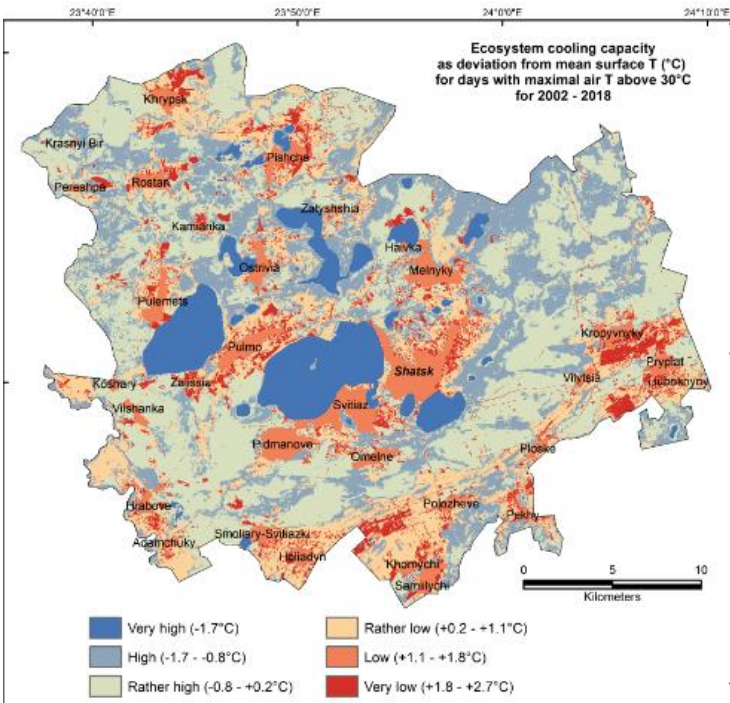 23°40'0"E
23°50'0"E
24°0'0"E
24°10'0"E
Ecosystem cooling capacity
as deviation from mean surface T (°C)
for days with maximal air T above 30°C
for 2002 - 2018
Khrypsk
Krasnyi Bir
Pishcha
Pereshpa
Rostan
Zatyshshia
Kamianka
Haivka
Ostrivia
Melnyky
Pulemets
Kropyvnyky
Pulmo
Pryplat
Shatsk
Vilytsia
Koshary
Zalissia
Hlubokhyny
Vilshanka
Svitiaz
Pidmanove
Ploske
Omelne
Hrabove
Polozheve
Pekhy
Adamchuky
Smoliary-Svitiazki
Holiadyn
Khomychi
Samiilychi
0
5
10
Kilometers
Very high (-1.7°C)
Rather low (+0.2 - +1.1°C)
High (-1.7 - -0.8°C)
Low (+1.1 - +1.8°C)
Rather high (-0.8 - +0.2°C)
Very low (+1.8 - +2.7°C)